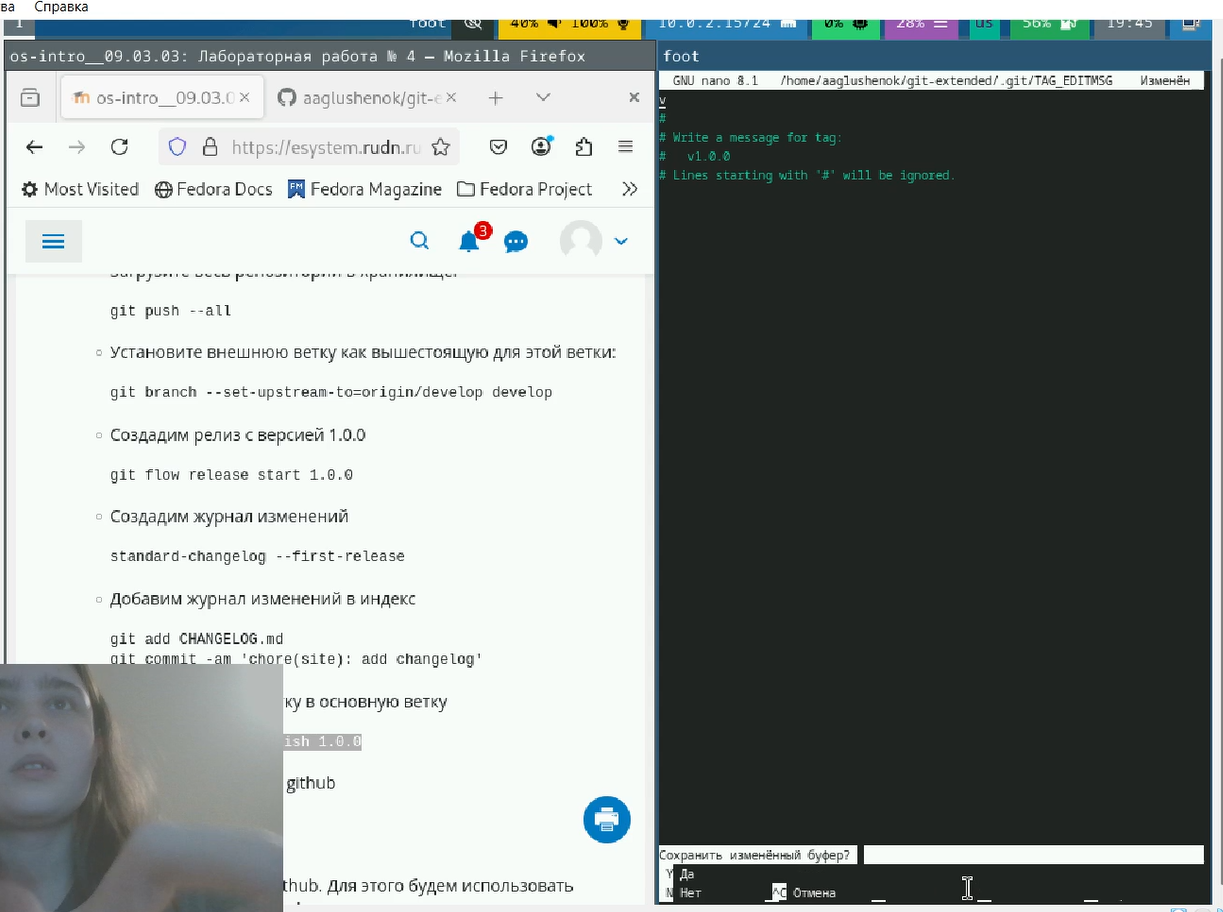 ва Справка
1 foot 40% 100% 10.0.2.15/24 0% 28% us 56% 19:45
os-intro__09.03.03: Лабораторная работа № 4 — Mozilla Firefox
foot
os-intro__09.03.0
aaglushenok/git-e
https://esystem.rudn.ru
Most Visited Fedora Docs Fedora Magazine Fedora Project
3
Загрузите весь репозиторий в хранилище:
git push --all
Установите внешнюю ветку как вышестоящую для этой ветки:
git branch --set-upstream-to=origin/develop develop
Создадим релиз с версией 1.0.0
git flow release start 1.0.0
Создадим журнал изменений
standard-changelog --first-release
Добавим журнал изменений в индекс
git add CHANGELOG.md
git commit -am 'chore(site): add changelog'
ку в основную ветку
ish 1.0.0
github
thub. Для этого будем использовать
GNU nano 8.1 /home/aaglushenok/git-extended/.git/TAG_EDITMSG Изменён
v
#
# Write a message for tag:
# v1.0.0
# Lines starting with '#' will be ignored.
Сохранить изменённый буфер?
Y Да
N Нет ^C Отмена